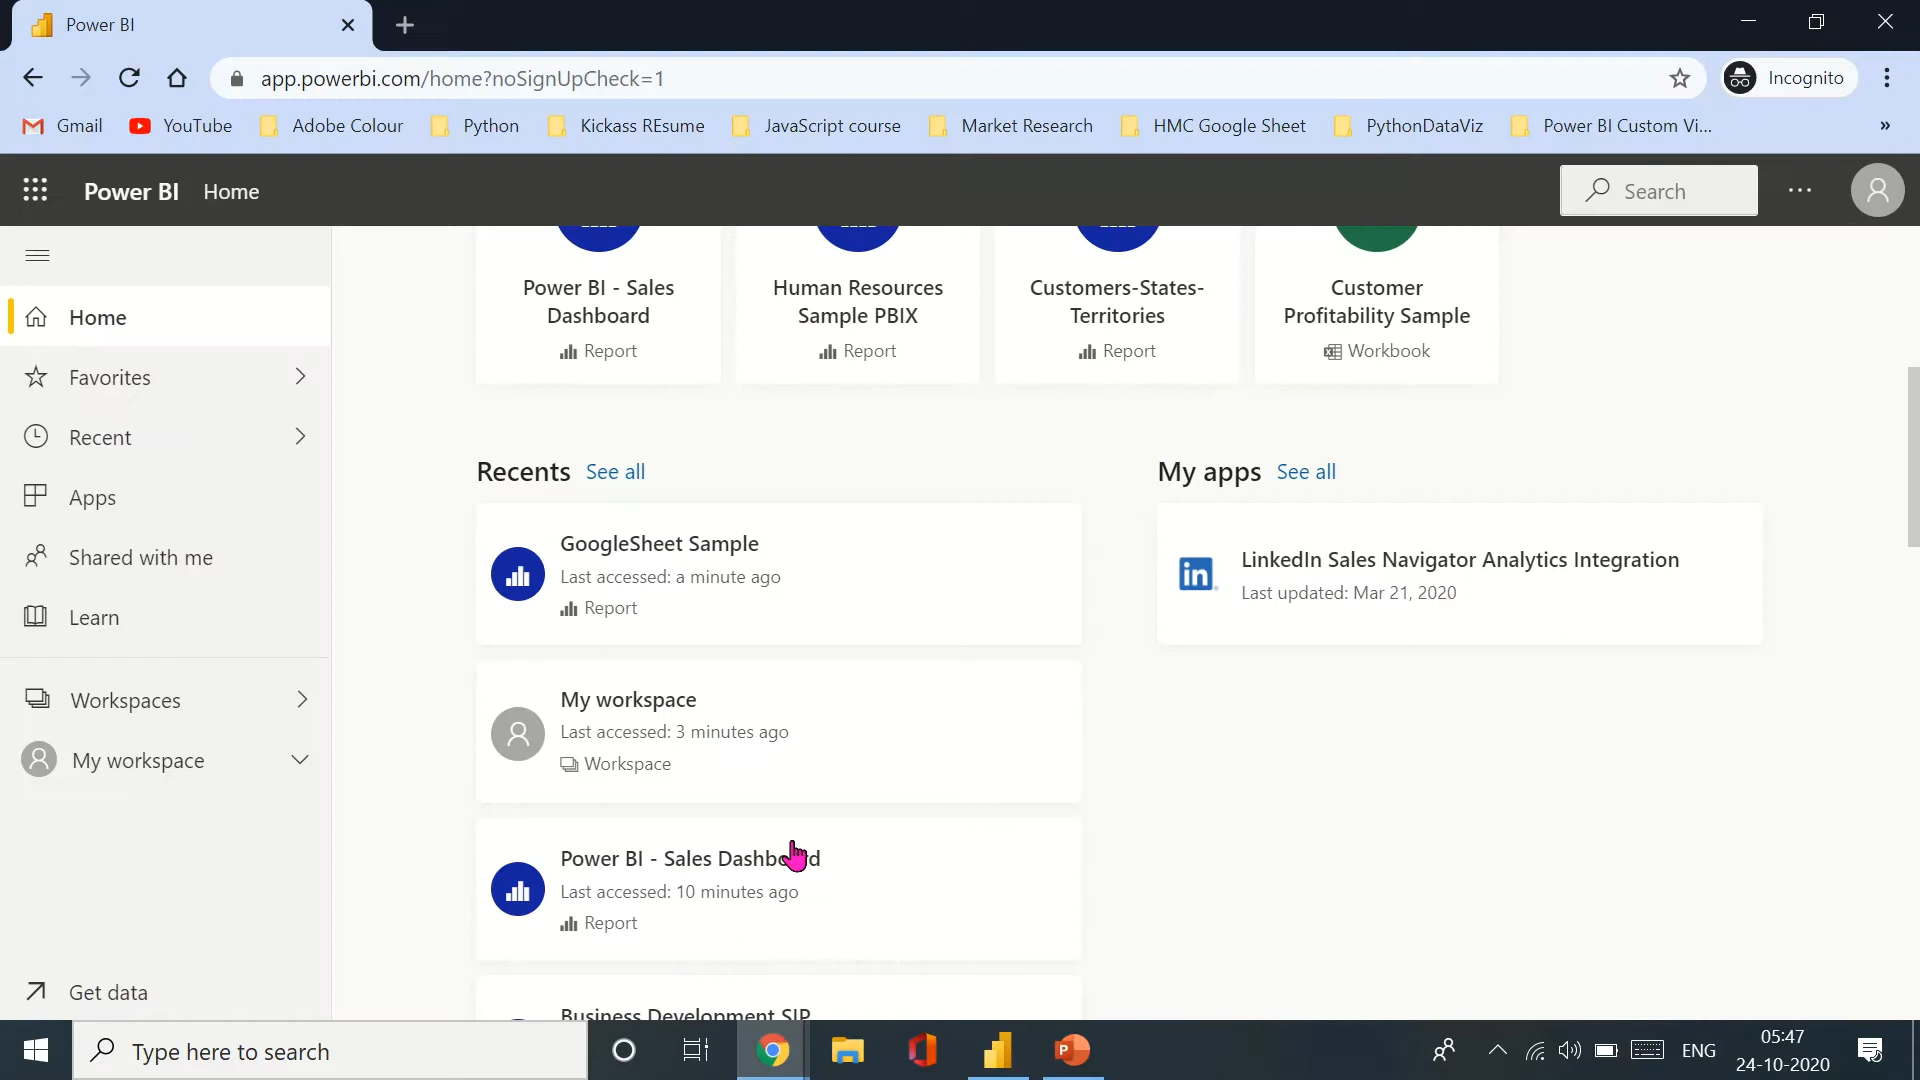 Power BI
app.powerbi.com/home?noSignUpCheck=1
Incognito
Gmail YouTube Adobe Colour Python Kickass REsume JavaScript course Market Research HMC Google Sheet PythonDataViz Power BI Custom Vi... »
Power BI Home
Search
Home
Favorites
Recent
Apps
Shared with me
Learn
Workspaces
My workspace
Get data
Power BI - Sales
Dashboard
Report
Human Resources
Sample PBIX
Report
Customers-States-
Territories
Report
Customer
Profitability Sample
Workbook
Recents See all
GoogleSheet Sample
Last accessed: a minute ago
Report
My workspace
Last accessed: 3 minutes ago
Workspace
Power BI - Sales Dashboard
Last accessed: 10 minutes ago
Report
Business Development SIP
My apps See all
in
LinkedIn Sales Navigator Analytics Integration
Last updated: Mar 21, 2020
Type here to search
P
ENG
05:47
24-10-2020